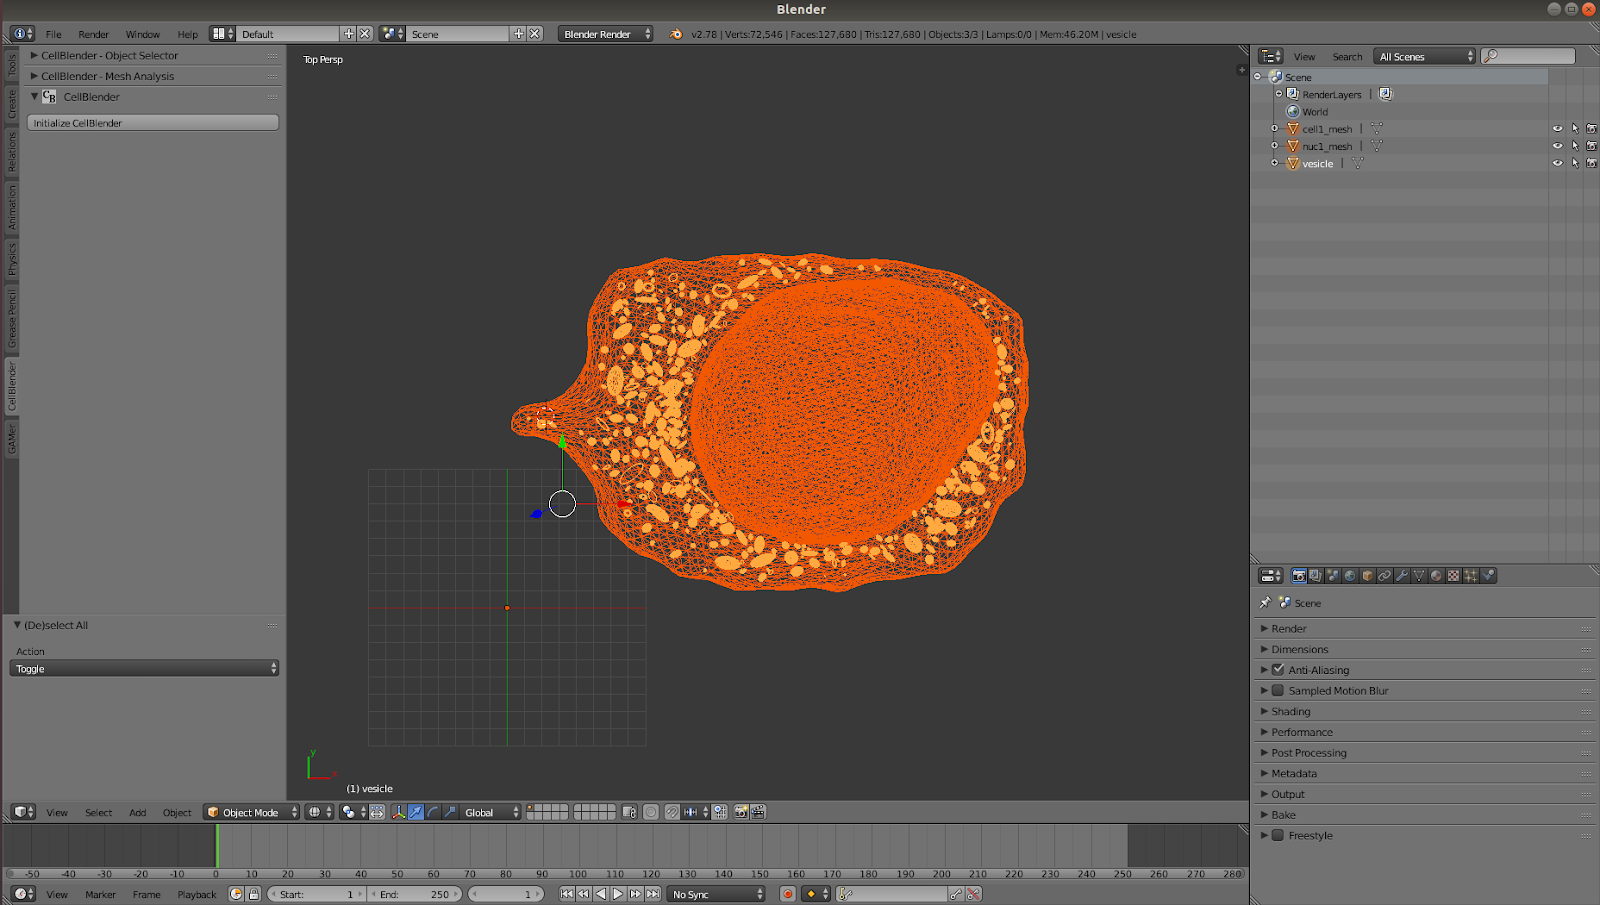 Blender
File Render Window Help Default Scene Blender Render v2.78 | Verts:72,546 | Faces:127,680 | Tris:127,680 | Objects:3/3 | Lamps:0/0 | Mem:46.20M | vesicle
Tools
Create
Relations
Animation
Physics
Grease Pencil
CellBlender
GAMer
CellBlender - Object Selector
CellBlender - Mesh Analysis
CellBlender
Initialize CellBlender
(De)select All
Action
Toggle
Top Persp
y
x
(1) vesicle
View Search All Scenes
Scene
RenderLayers |
World
cell1_mesh |
nuc1_mesh |
vesicle |
Scene
Render
Dimensions
Anti-Aliasing
Sampled Motion Blur
Shading
Performance
Post Processing
Metadata
Output
Bake
Freestyle
View Select Add Object Object Mode Global
-50 -40 -30 -20 -10 0 10 20 30 40 50 60 70 80 90 100 110 120 130 140 150 160 170 180 190 200 210 220 230 240 250 260 270 280
View Marker Frame Playback Start: 1 End: 250 1 No Sync